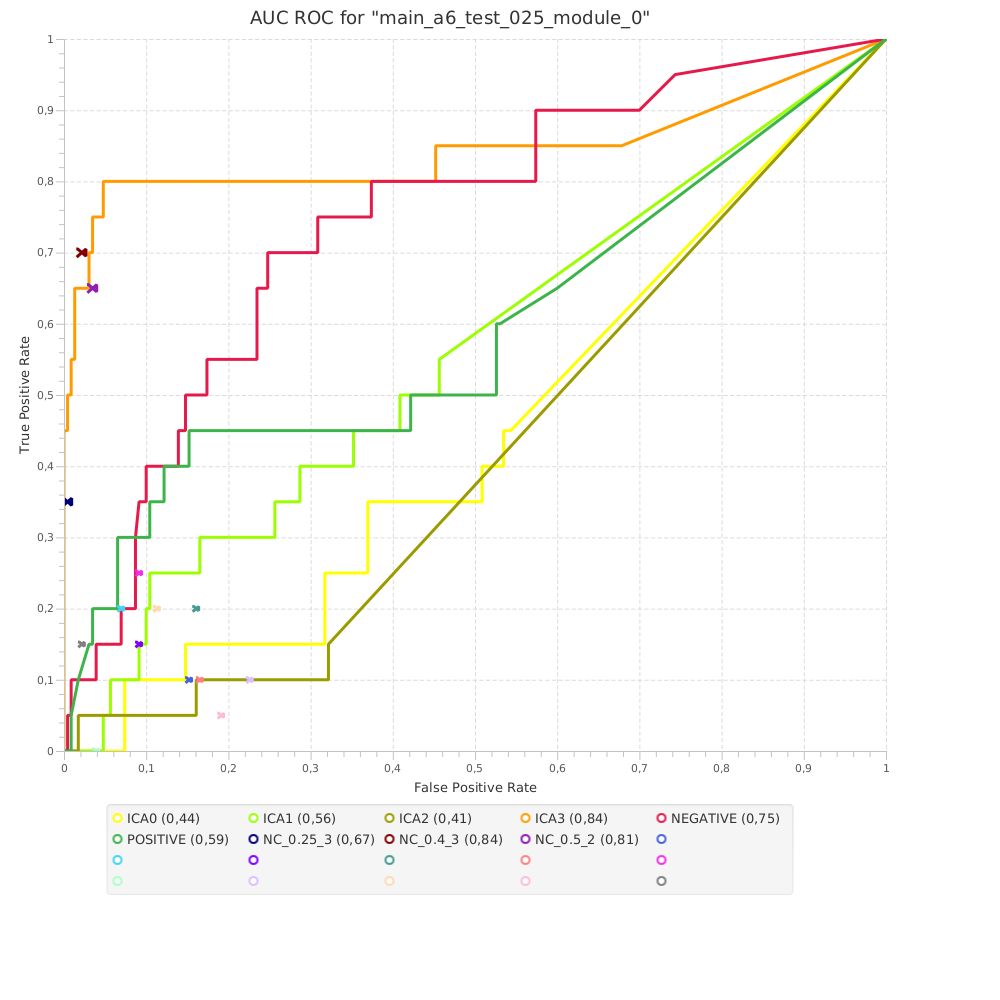 AUC ROC for "main_a6_test_025_module_0"
1
0,9
0,8
0,7
0,6
0,5
0,4
0,3
0,2
0,1
0
True Positive Rate
0 0,1 0,2 0,3 0,4 0,5 0,6 0,7 0,8 0,9 1
False Positive Rate
ICA0 (0,44) ICA1 (0,56) ICA2 (0,41) ICA3 (0,84) NEGATIVE (0,75)
POSITIVE (0,59) NC_0.25_3 (0,67) NC_0.4_3 (0,84) NC_0.5_2 (0,81)